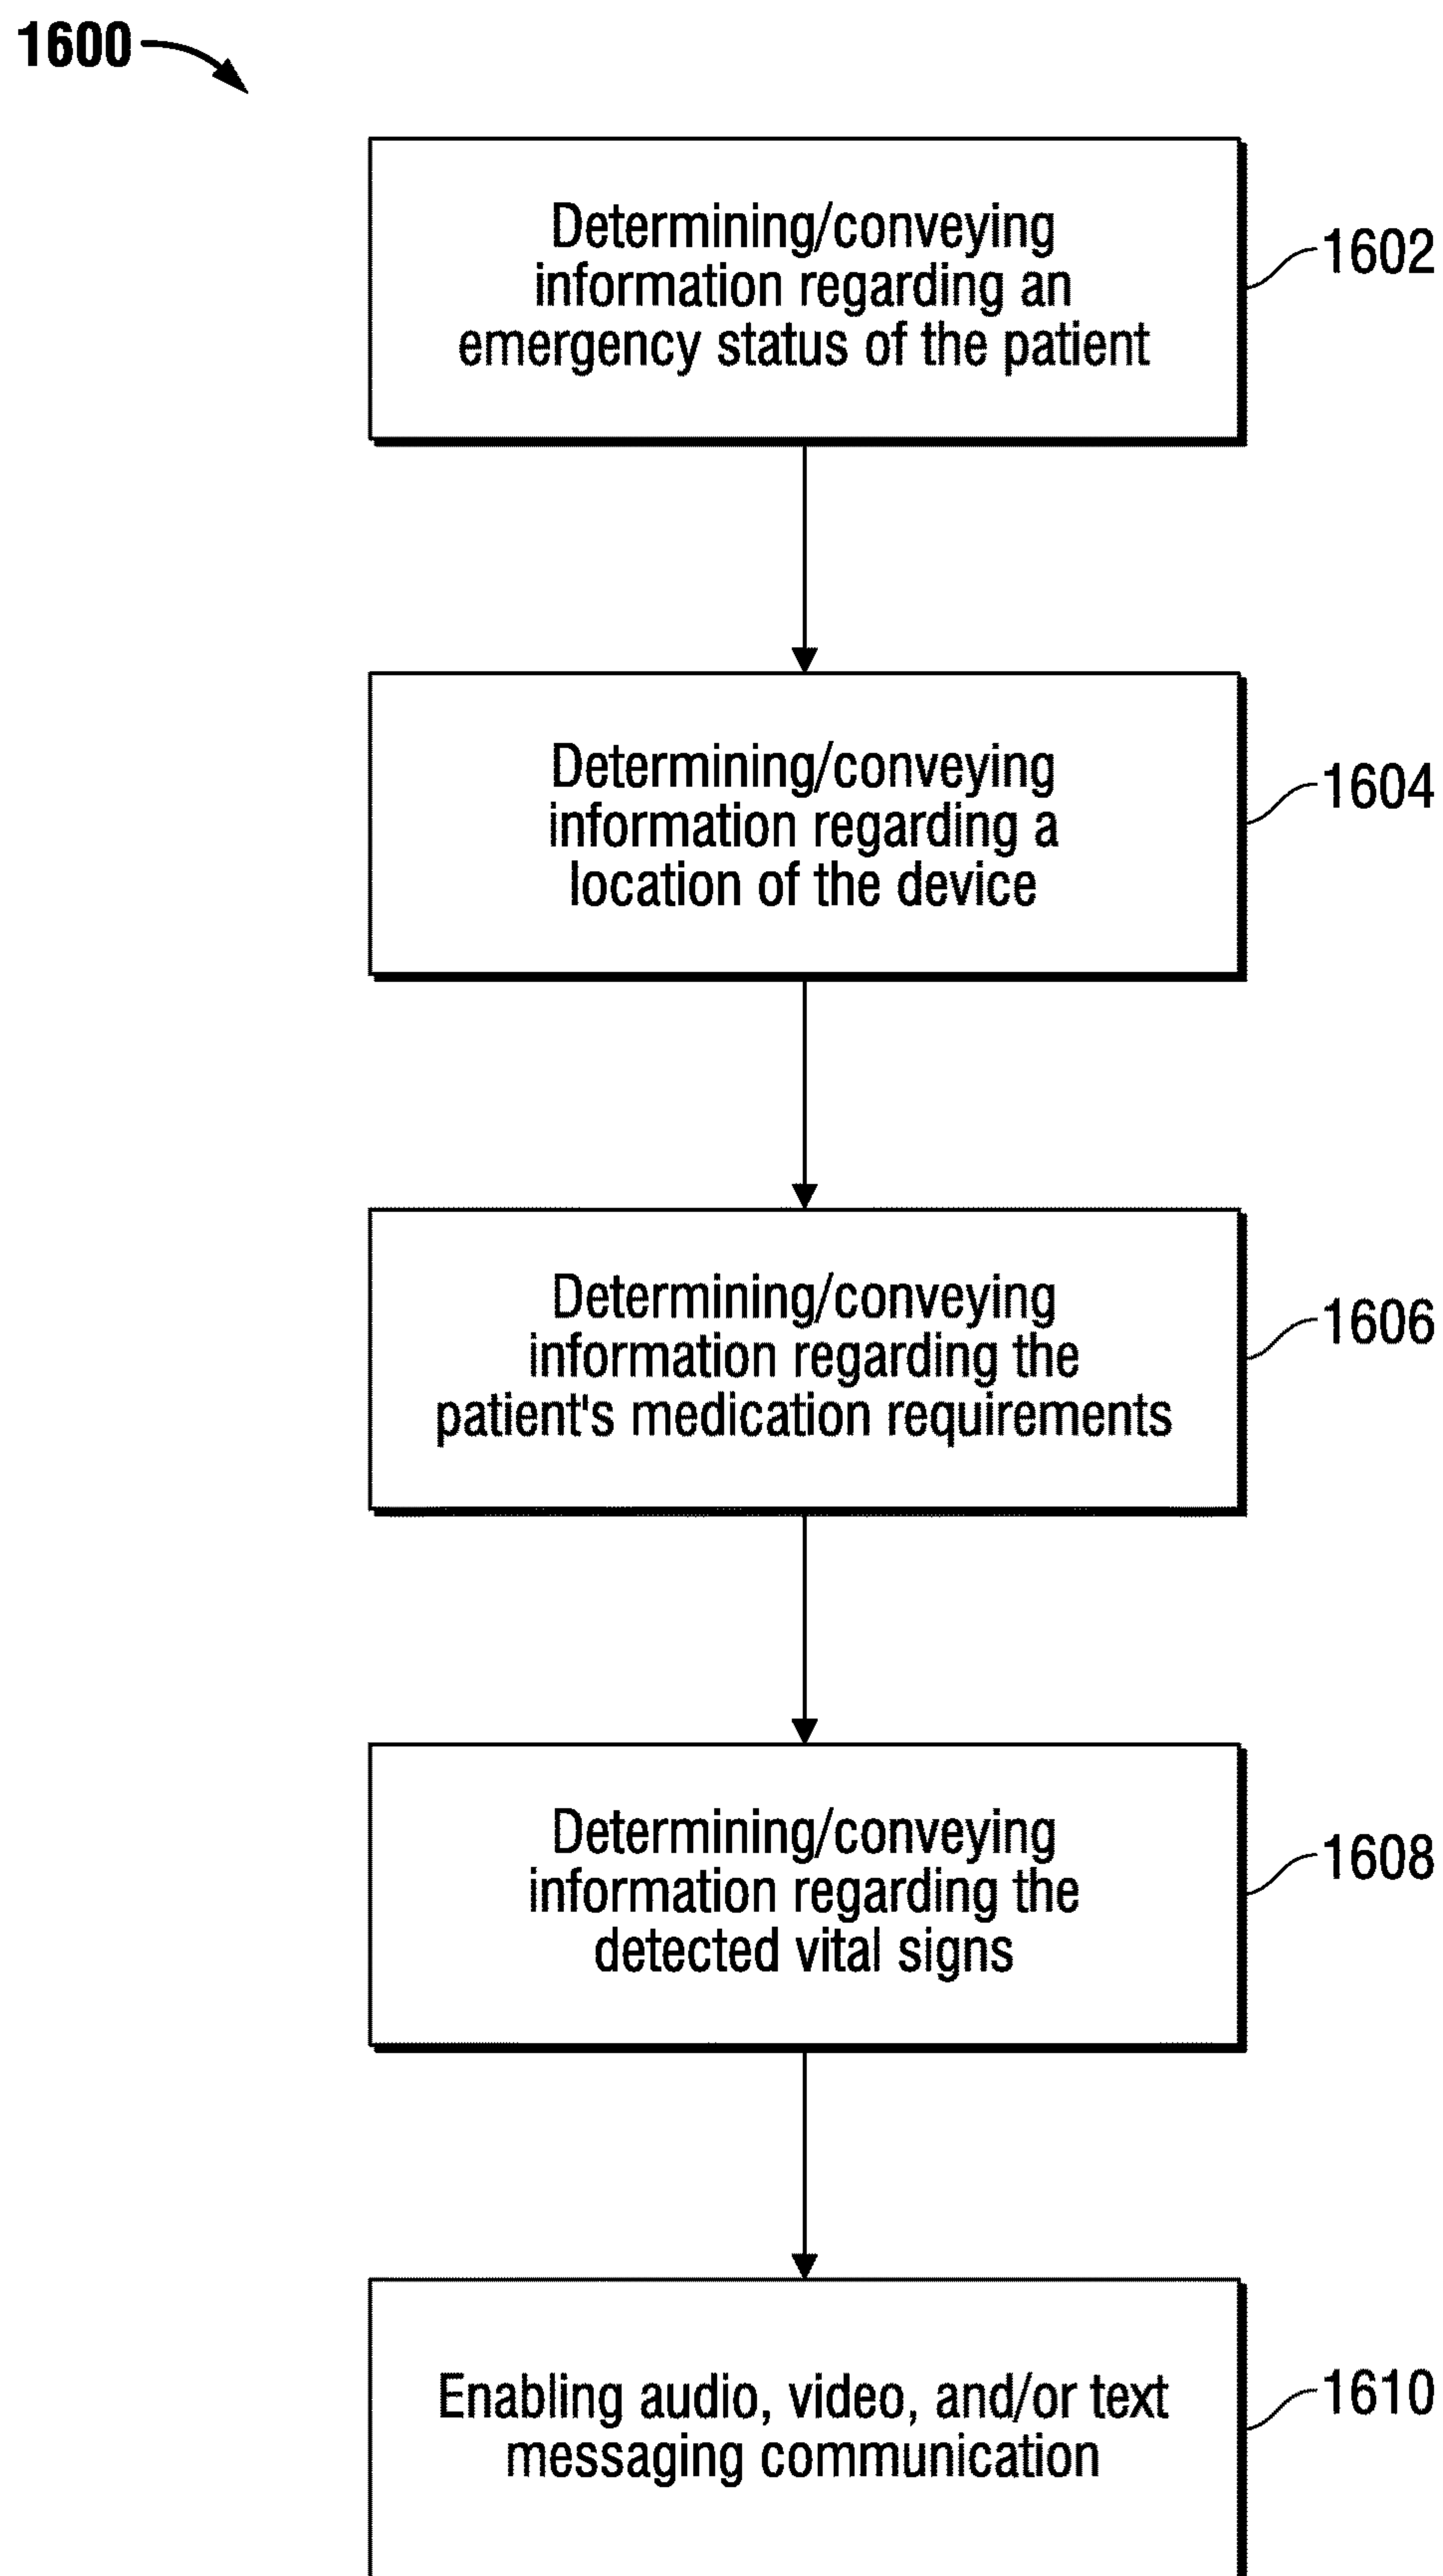 1600
Determining/conveying
information regarding an
emergency status of the patient
1602
Determining/conveying
information regarding a
location of the device
1604
Determining/conveying
information regarding the
patient's medication requirements
1606
Determining/conveying
information regarding the
detected vital signs
1608
Enabling audio, video, and/or text
messaging communication
1610